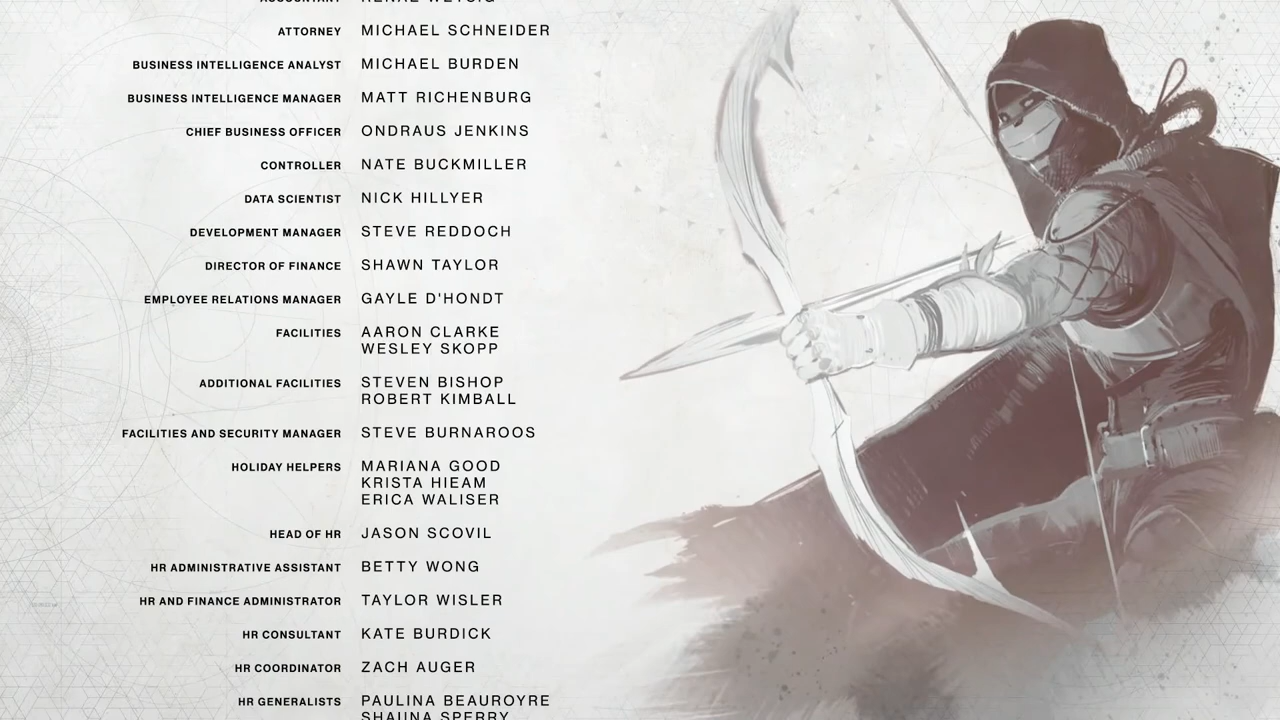 ATTORNEY MICHAEL SCHNEIDER
BUSINESS INTELLIGENCE ANALYST MICHAEL BURDEN
BUSINESS INTELLIGENCE MANAGER MATT RICHENBURG
CHIEF BUSINESS OFFICER ONDRAUS JENKINS
CONTROLLER NATE BUCKMILLER
DATA SCIENTIST NICK HILLYER
DEVELOPMENT MANAGER STEVE REDDOCH
DIRECTOR OF FINANCE SHAWN TAYLOR
EMPLOYEE RELATIONS MANAGER GAYLE D'HONDT
FACILITIES AARON CLARKE
WESLEY SKOPP
ADDITIONAL FACILITIES STEVEN BISHOP
ROBERT KIMBALL
FACILITIES AND SECURITY MANAGER STEVE BURNAROOS
HOLIDAY HELPERS MARIANA GOOD
KRISTA HIEAM
ERICA WALISER
HEAD OF HR JASON SCOVIL
HR ADMINISTRATIVE ASSISTANT BETTY WONG
HR AND FINANCE ADMINISTRATOR TAYLOR WISLER
HR CONSULTANT KATE BURDICK
HR COORDINATOR ZACH AUGER
HR GENERALISTS PAULINA BEAUROYRE
SHAUNA SPERRY